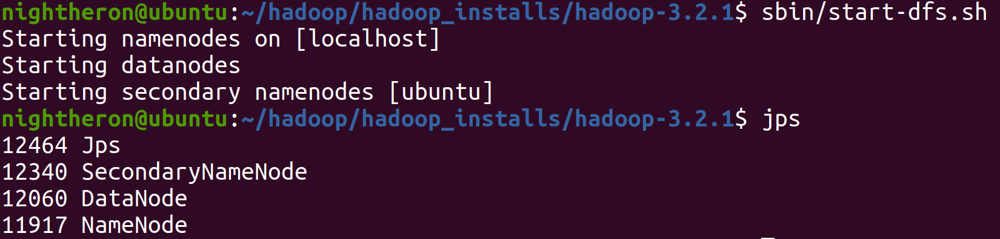 nightheron@ubuntu:~/hadoop/hadoop_installs/hadoop-3.2.1$ sbin/start-dfs.sh
Starting namenodes on [localhost]
Starting datanodes
Starting secondary namenodes [ubuntu]
nightheron@ubuntu:~/hadoop/hadoop_installs/hadoop-3.2.1$ jps
12464 Jps
12340 SecondaryNameNode
12060 DataNode
11917 NameNode